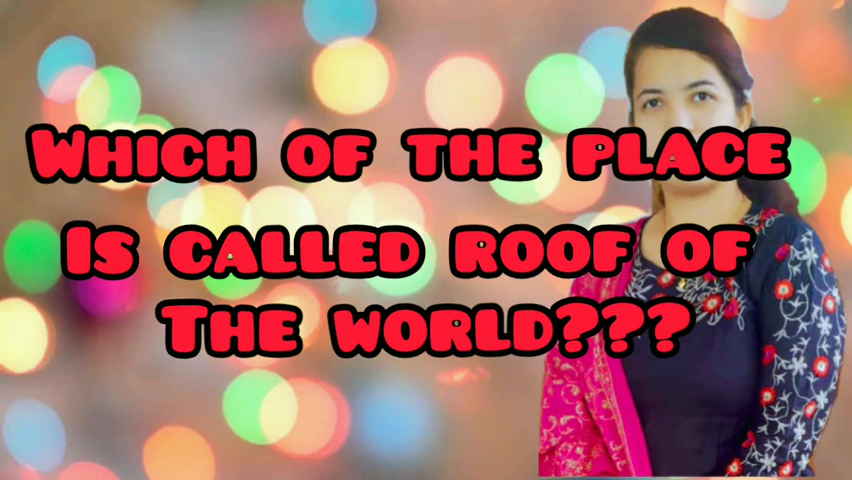 Which of the place
Is called roof of
The world???